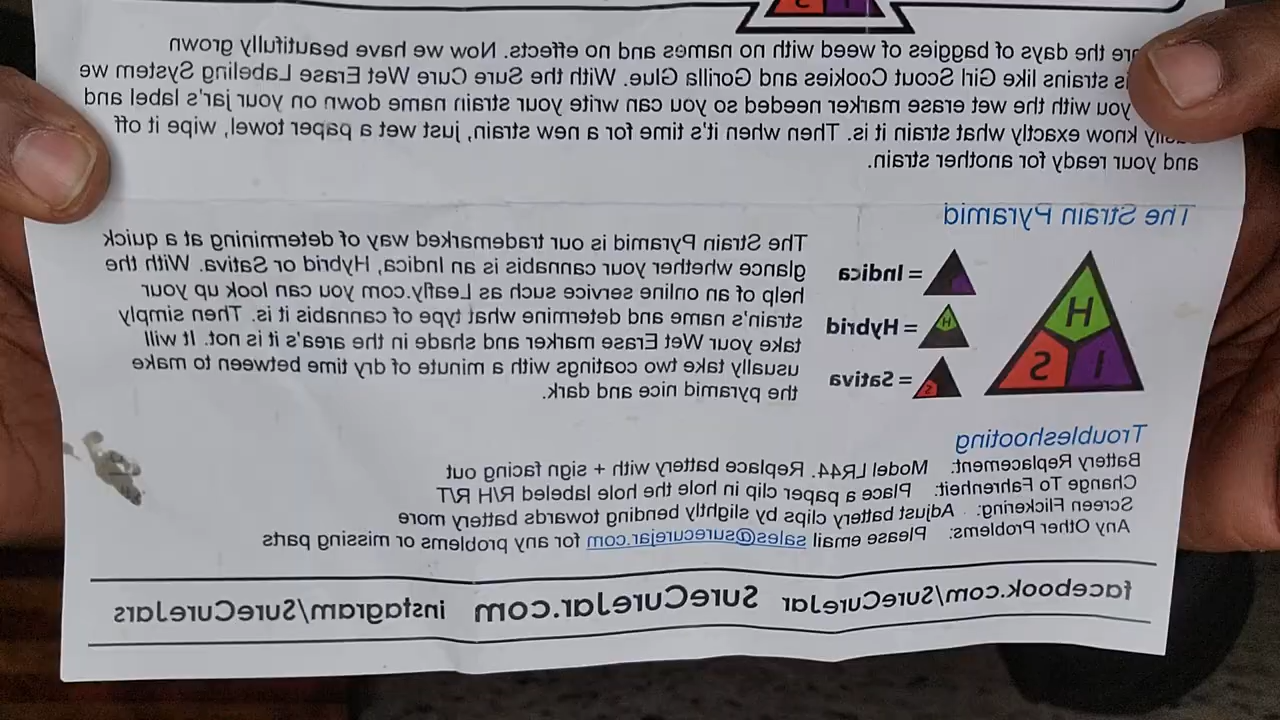 I S
are the days of baggies of weed with no names and no effects. Now we have beautifully grown
strains like Girl Scout Cookies and Gorilla Glue. With the Sure Cure Wet Erase Labeling System we
you with the wet erase marker needed so you can write your strain name down on your jar's label and
know exactly what strain it is. Then when it's time for a new strain, just wet a paper towel, wipe it off
and your ready for another strain.
The Strain Pyramid
H
S I
= Indica
H = Hybrid
S = Sativa
The Strain Pyramid is our trademarked way of determining at a quick
glance whether your cannabis is an Indica, Hybrid or Sativa. With the
help of an online service such as Leafly.com you can look up your
strain's name and determine what type of cannabis it is. Then simply
take your Wet Erase marker and shade in the area's it is not. It will
usually take two coatings with a minute of dry time between to make
the pyramid nice and dark.
Troubleshooting
Battery Replacement: Model LR44. Replace battery with + sign facing out
Change To Fahrenheit: Place a paper clip in hole the hole labeled R/H R/T
Screen Flickering: Adjust battery clips by slightly bending towards battery more
Any Other Problems: Please email sales@surecurejar.com for any problems or missing parts
facebook.com/SureCureJar SureCureJar.com instagram/SureCureJars